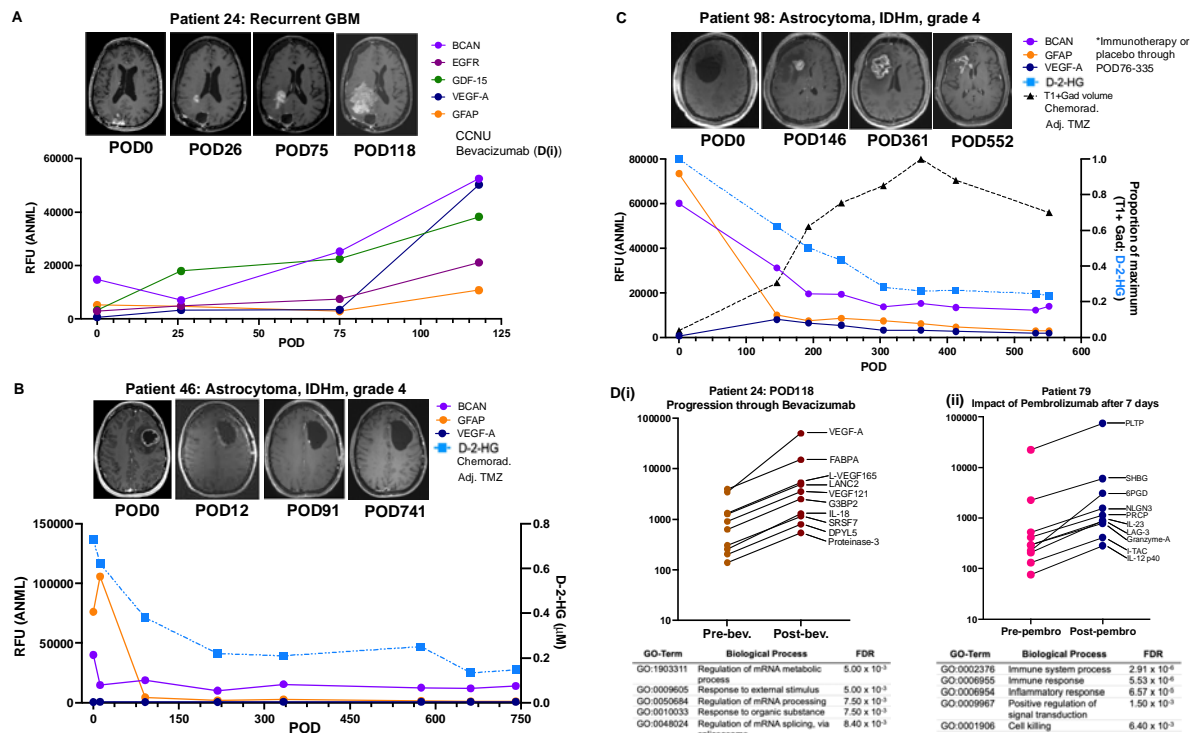 A
Patient 24: Recurrent GBM
BCAN
EGFR
GDF-15
VEGF-A
GFAP
CCNU
Bevacizumab (D(i))
POD0 POD26 POD75 POD118
60000
40000
20000
0
RFU (ANML)
0 25 50 75 100 125
POD
B
Patient 46: Astrocytoma, IDHm, grade 4
BCAN
GFAP
VEGF-A
D-2-HG
Chemorad.
Adj. TMZ
POD0 POD12 POD91 POD741
150000
100000
50000
0
RFU (ANML)
0.8
0.6
0.4
0.2
0.0
D-2-HG (μM)
0 150 300 450 600 750
POD
C
Patient 98: Astrocytoma, IDHm, grade 4
BCAN
GFAP
VEGF-A
D-2-HG
T1+Gad volume
Chemorad.
Adj. TMZ
*Immunotherapy or
placebo through
POD76-335
POD0 POD146 POD361 POD552
80000
60000
40000
20000
0
RFU (ANML)
1.0
0.8
0.6
0.4
0.2
0.0
Proportion of maximum
(T1+ Gad; D-2-HG)
0 100 200 300 400 500 600
POD
D(i)
Patient 24: POD118
Progression through Bevacizumab
100000
10000
1000
100
10
RFU (ANML)
VEGF-A
FABPA
L-VEGF165
LANC2
VEGF121
G3BP2
IL-18
SRSF7
DPYL5
Proteinase-3
Pre-bev. Post-bev.
GO-Term Biological Process FDR
GO:1903311 Regulation of mRNA metabolic process 5.00 x 10⁻³
GO:0009605 Response to external stimulus 5.00 x 10⁻³
GO:0050684 Regulation of mRNA processing 7.50 x 10⁻³
GO:0010033 Response to organic substance 7.50 x 10⁻³
GO:0048024 Regulation of mRNA splicing, via 8.40 x 10⁻³
(ii)
Patient 79
Impact of Pembrolizumab after 7 days
100000
10000
1000
100
10
PLTP
SHBG
6PGD
NLGN3
PRCP
IL-23
LAG-3
Granzyme-A
I-TAC
IL-12 p40
Pre-pembro Post-pembro
GO-Term Biological Process FDR
GO:0002376 Immune system process 2.91 x 10⁻⁶
GO:0006955 Immune response 5.53 x 10⁻⁶
GO:0006954 Inflammatory response 6.57 x 10⁻⁵
GO:0009967 Positive regulation of signal transduction 1.50 x 10⁻³
GO:0001906 Cell killing 6.40 x 10⁻³